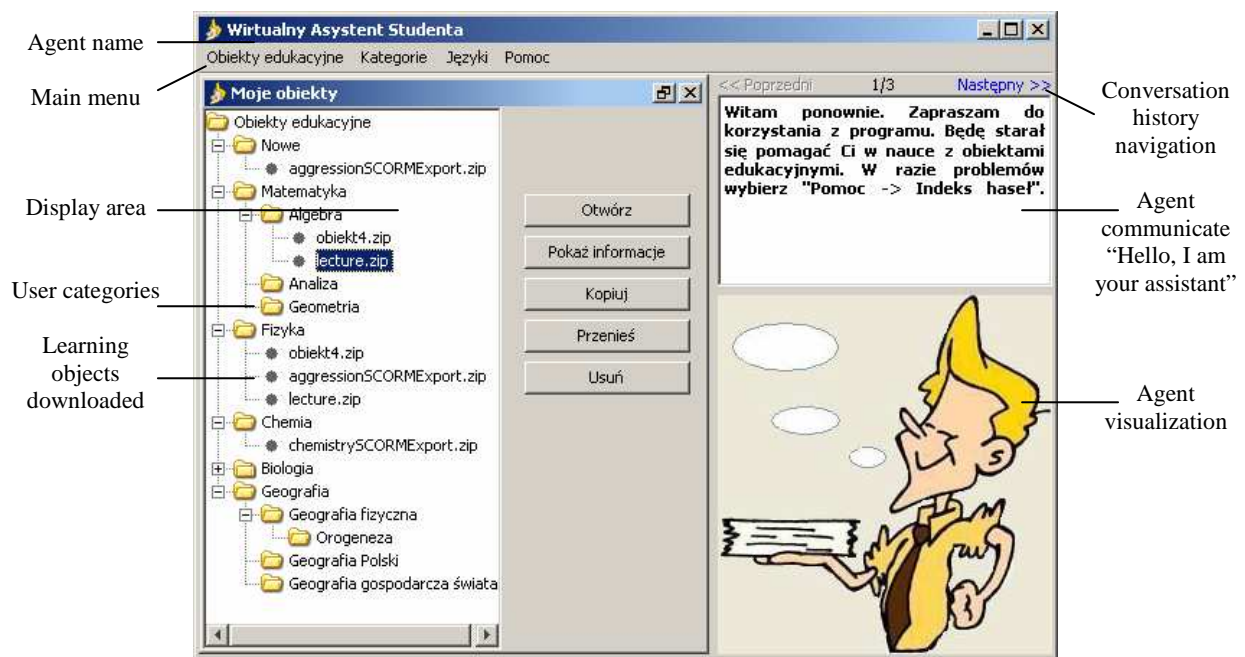 Wirtualny Asystent Studenta
Obiekty edukacyjne Kategorie Języki Pomoc
Agent name
Main menu
Display area
User categories
Learning
objects
downloaded
Moje obiekty
Obiekty edukacyjne
Nowe
aggressionSCORMExport.zip
Matematyka
Algebra
obiekt4.zip
lecture.zip
Analiza
Geometria
Fizyka
obiekt4.zip
aggressionSCORMExport.zip
lecture.zip
Chemia
chemistrySCORMExport.zip
Biologia
Geografia
Geografia fizyczna
Orogeneza
Geografia Polski
Geografia gospodarcza świata
Otwórz
Pokaż informacje
Kopiuj
Przenieś
Usuń
<< Poprzedni 1/3 Następny >>
Witam ponownie. Zapraszam do
korzystania z programu. Będę starał
się pomagać Ci w nauce z obiektami
edukacyjnymi. W razie problemów
wybierz "Pomoc -> Indeks haseł".
Conversation
history
navigation
Agent
communicate
“Hello, I am
your assistant”
Agent
visualization